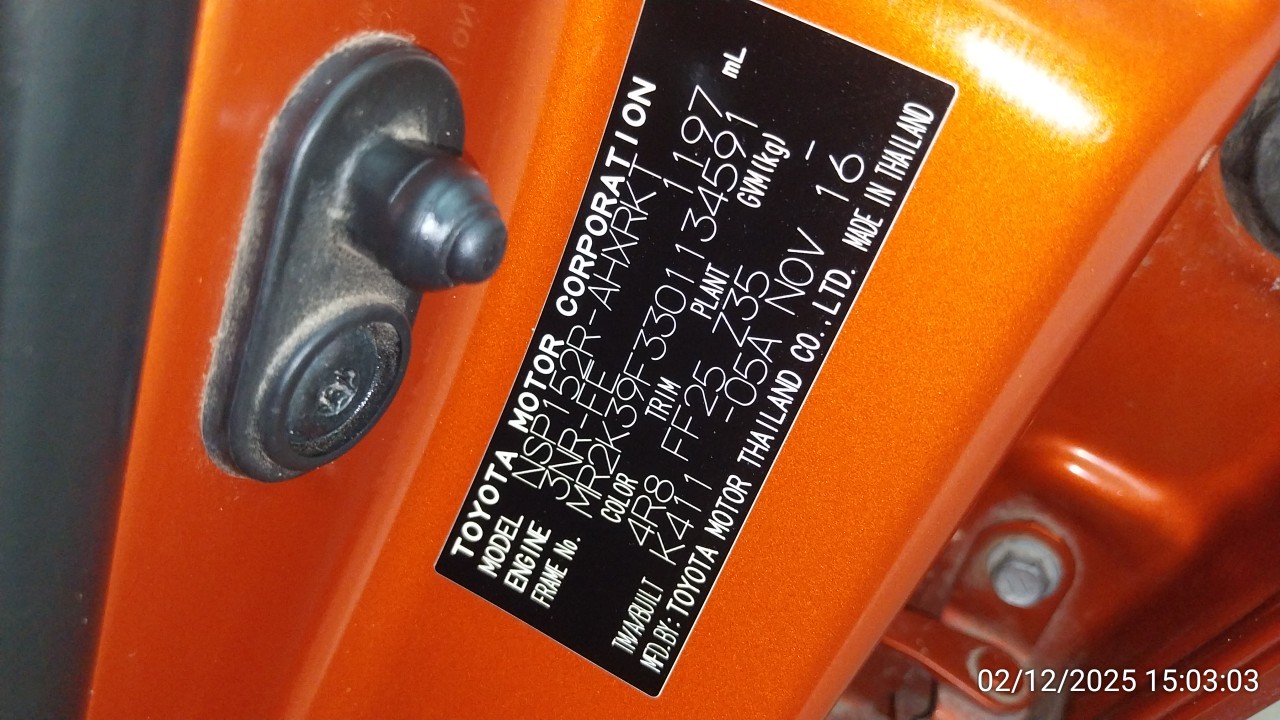 TOYOTA MOTOR CORPORATION
MODEL NSP152R-AHXRKT
ENGINE 3NR-FE 1 197 mL
FRAME No. MR2K39F3301134591
COLOR TRIM PLANT GVM(kg)
4R8 FF25 Z35 –
TM/A/BUILT K411 -05A NOV 16
MFD.BY: TOYOTA MOTOR THAILAND CO.,LTD. MADE IN THAILAND
02/12/2025 15:03:03